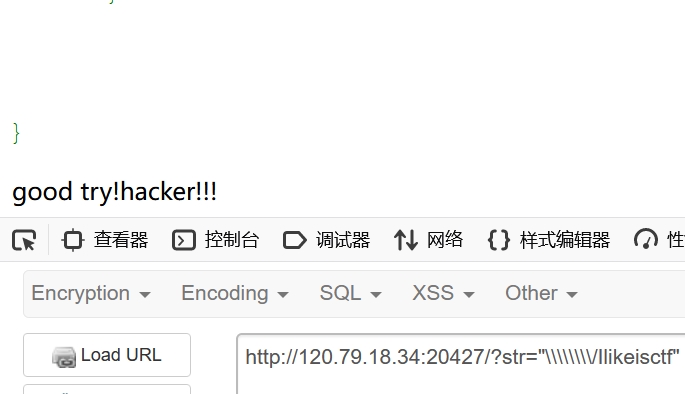 }
good try!hacker!!!
查看器 控制台 调试器 网络 样式编辑器 性
Encryption Encoding SQL XSS Other
Load URL
http://120.79.18.34:20427/?str="\\\\\\\\/Ilikeisctf"